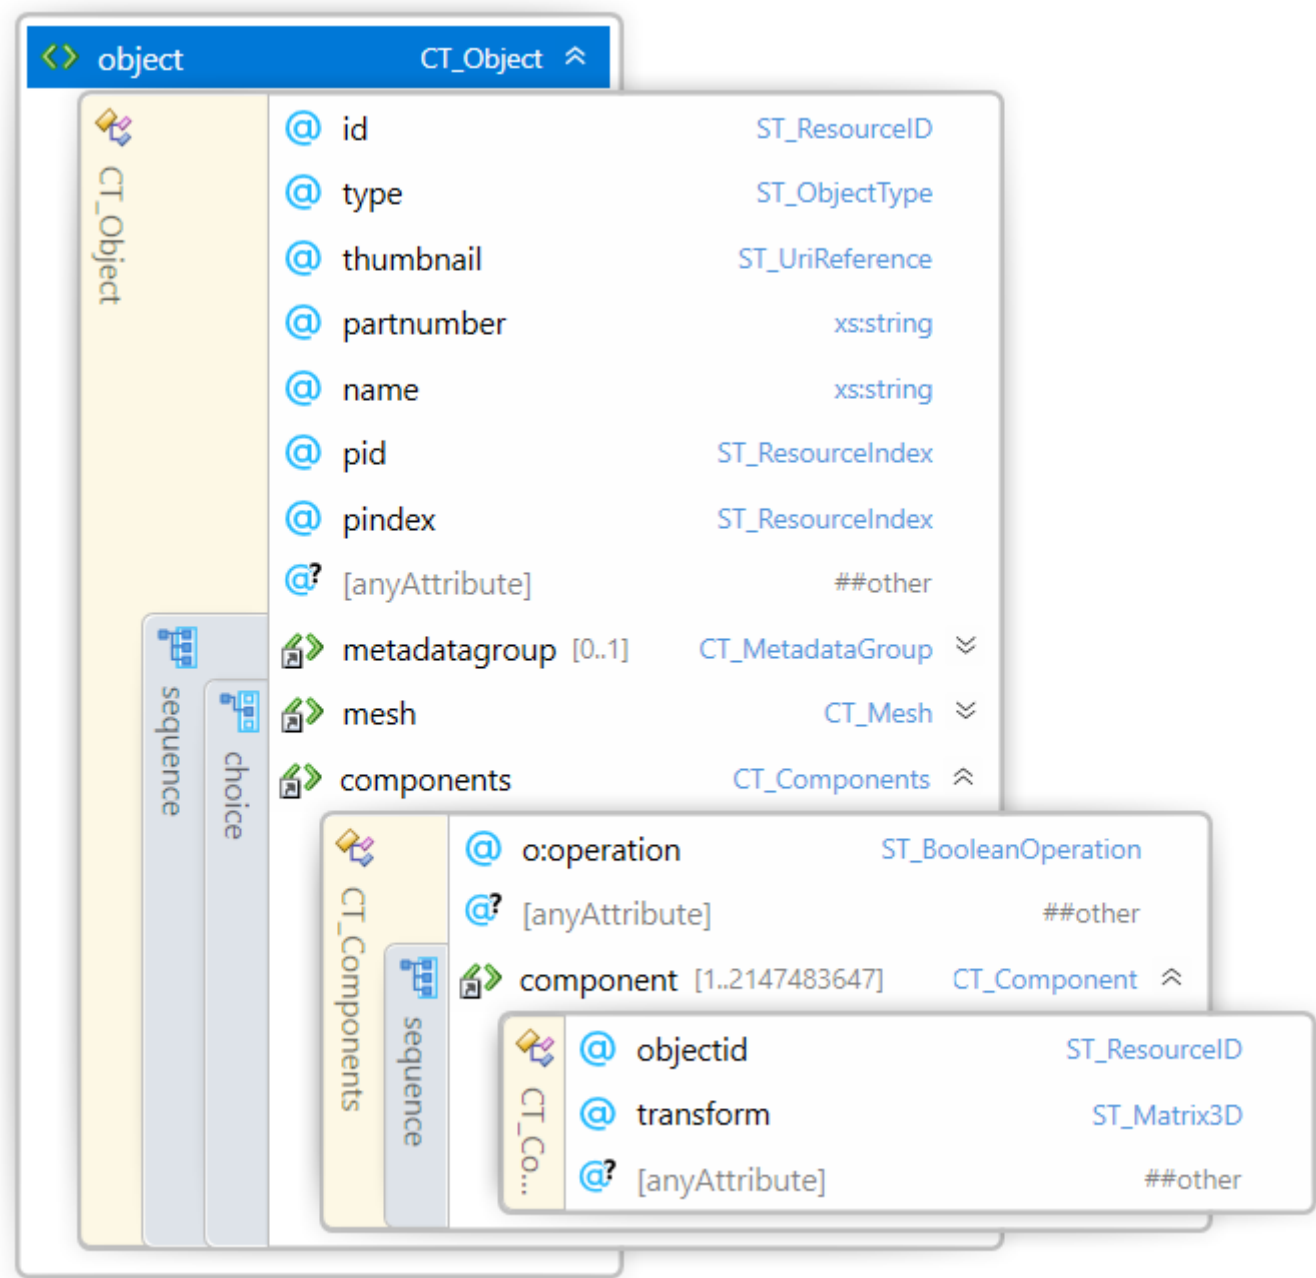 object CT_Object
CT_Object
@ id ST_ResourceID
@ type ST_ObjectType
@ thumbnail ST_UriReference
@ partnumber xs:string
@ name xs:string
@ pid ST_ResourceIndex
@ pindex ST_ResourceIndex
@? [anyAttribute] ##other
sequence
metadatagroup [0..1] CT_MetadataGroup
choice
mesh CT_Mesh
components CT_Components
CT_Components
@ o:operation ST_BooleanOperation
@? [anyAttribute] ##other
sequence
component [1..2147483647] CT_Component
CT_Co...
@ objectid ST_ResourceID
@ transform ST_Matrix3D
@? [anyAttribute] ##other